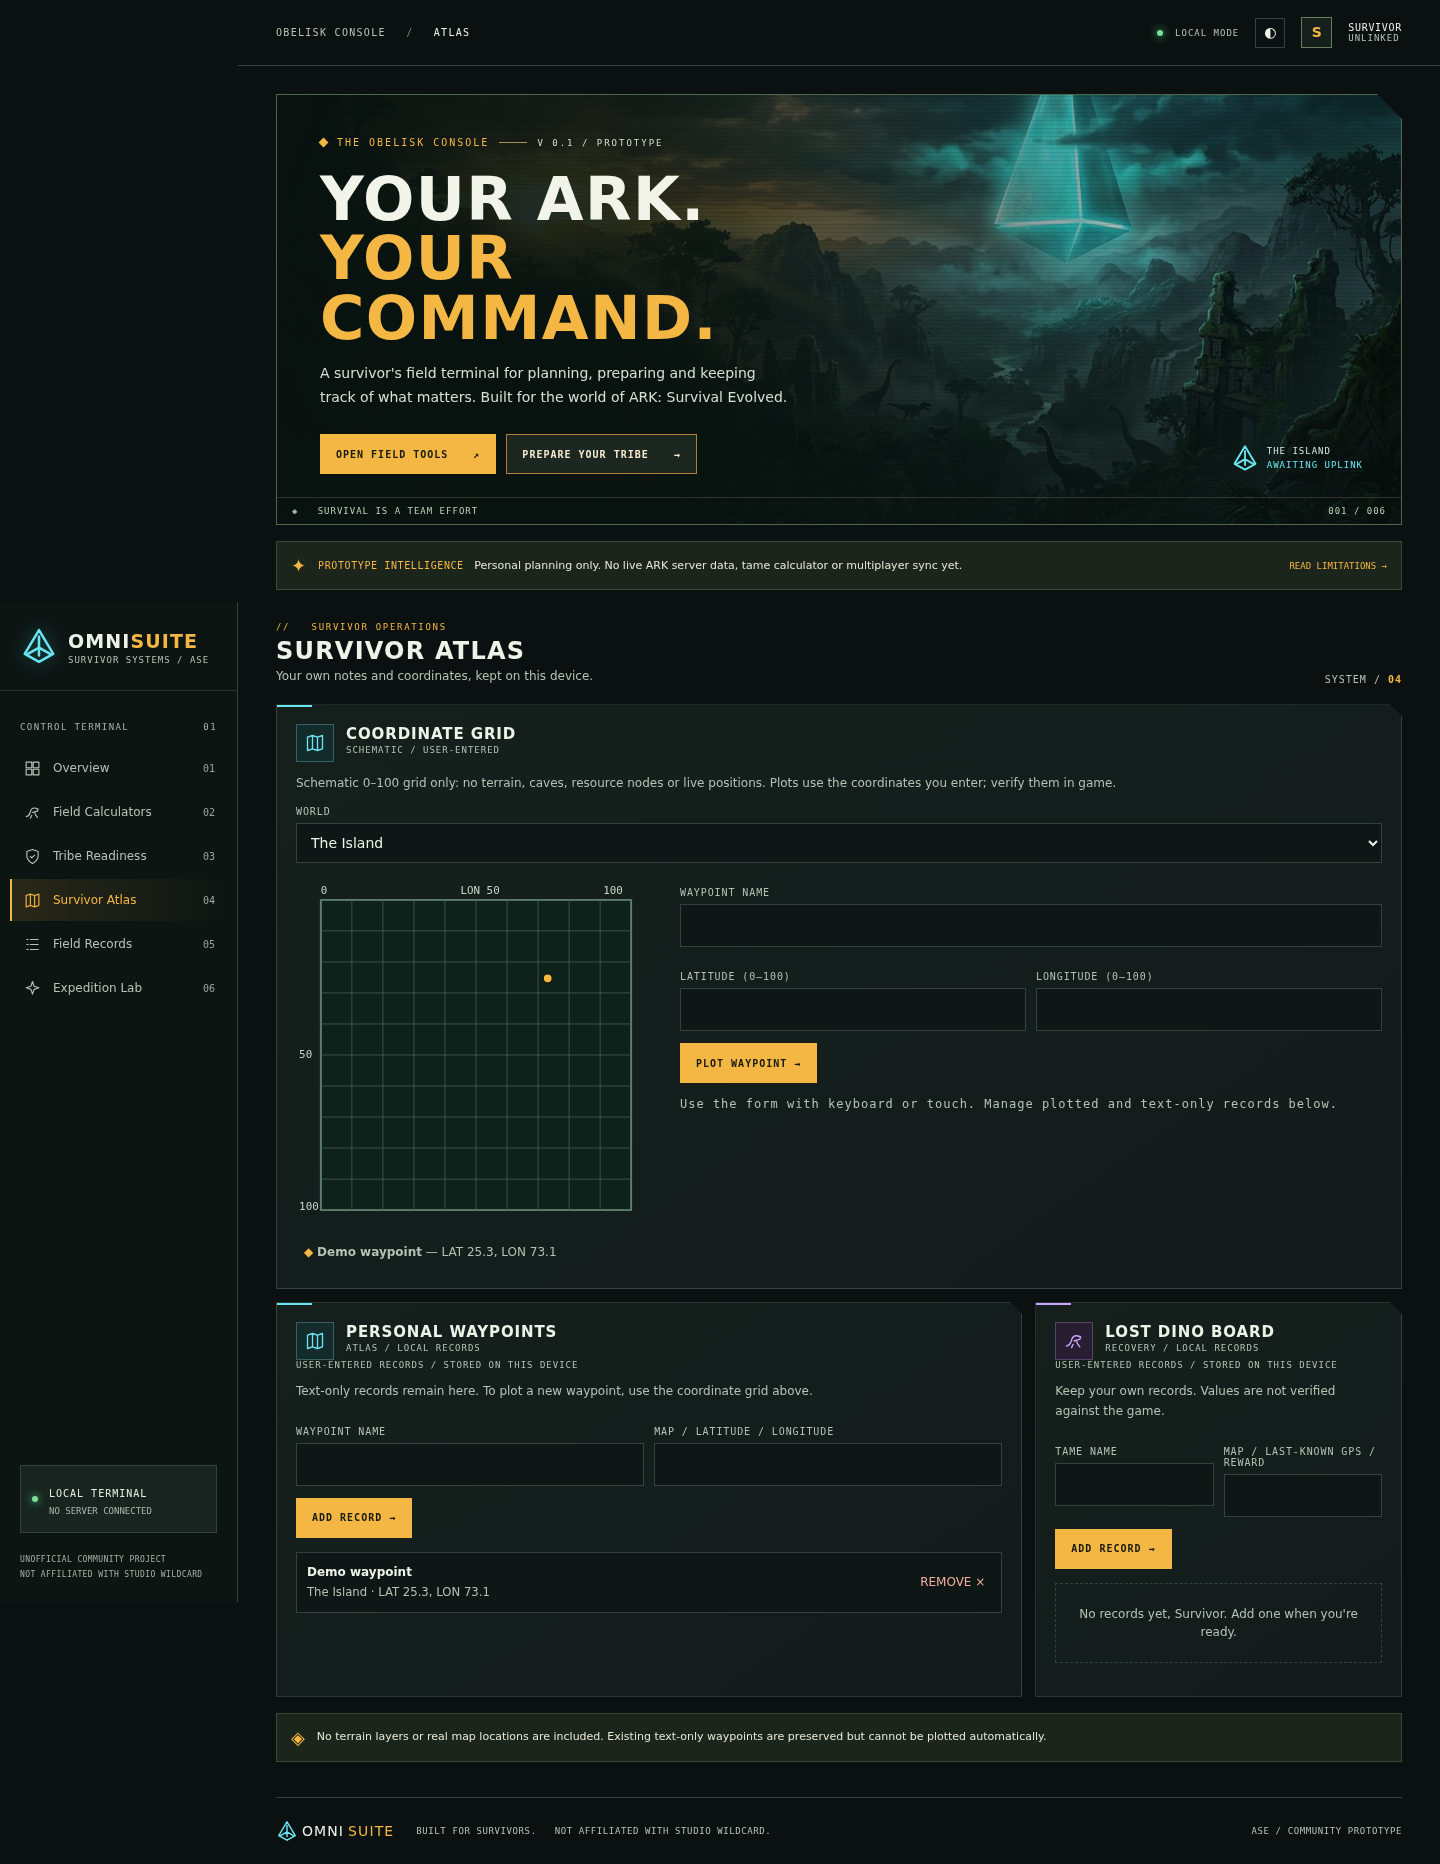 OBELISK CONSOLE / ATLAS
LOCAL MODE
S
SURVIVOR
UNLINKED
THE OBELISK CONSOLE
V 0.1 / PROTOTYPE
YOUR ARK.
YOUR
COMMAND.
A survivor's field terminal for planning, preparing and keeping
track of what matters. Built for the world of ARK: Survival Evolved.
OPEN FIELD TOOLS ↗
PREPARE YOUR TRIBE →
THE ISLAND
AWAITING UPLINK
◈ SURVIVAL IS A TEAM EFFORT
001 / 006
✦ PROTOTYPE INTELLIGENCE Personal planning only. No live ARK server data, tame calculator or multiplayer sync yet.
READ LIMITATIONS →
OMNISUITE
SURVIVOR SYSTEMS / ASE
CONTROL TERMINAL 01
Overview 01
Field Calculators 02
Tribe Readiness 03
Survivor Atlas 04
Field Records 05
Expedition Lab 06
LOCAL TERMINAL
NO SERVER CONNECTED
UNOFFICIAL COMMUNITY PROJECT
NOT AFFILIATED WITH STUDIO WILDCARD
// SURVIVOR OPERATIONS
SURVIVOR ATLAS
Your own notes and coordinates, kept on this device.
SYSTEM / 04
COORDINATE GRID
SCHEMATIC / USER-ENTERED
Schematic 0–100 grid only: no terrain, caves, resource nodes or live positions. Plots use the coordinates you enter; verify them in game.
WORLD
The Island
0 LON 50 100
50
100
WAYPOINT NAME
LATITUDE (0–100)
LONGITUDE (0–100)
PLOT WAYPOINT →
Use the form with keyboard or touch. Manage plotted and text-only records below.
◆ Demo waypoint — LAT 25.3, LON 73.1
PERSONAL WAYPOINTS
ATLAS / LOCAL RECORDS
USER-ENTERED RECORDS / STORED ON THIS DEVICE
Text-only records remain here. To plot a new waypoint, use the coordinate grid above.
WAYPOINT NAME
MAP / LATITUDE / LONGITUDE
ADD RECORD →
Demo waypoint
The Island · LAT 25.3, LON 73.1
REMOVE ×
LOST DINO BOARD
RECOVERY / LOCAL RECORDS
USER-ENTERED RECORDS / STORED ON THIS DEVICE
Keep your own records. Values are not verified
against the game.
TAME NAME
MAP / LAST-KNOWN GPS /
REWARD
ADD RECORD →
No records yet, Survivor. Add one when you're
ready.
◈ No terrain layers or real map locations are included. Existing text-only waypoints are preserved but cannot be plotted automatically.
OMNI SUITE
BUILT FOR SURVIVORS. NOT AFFILIATED WITH STUDIO WILDCARD.
ASE / COMMUNITY PROTOTYPE